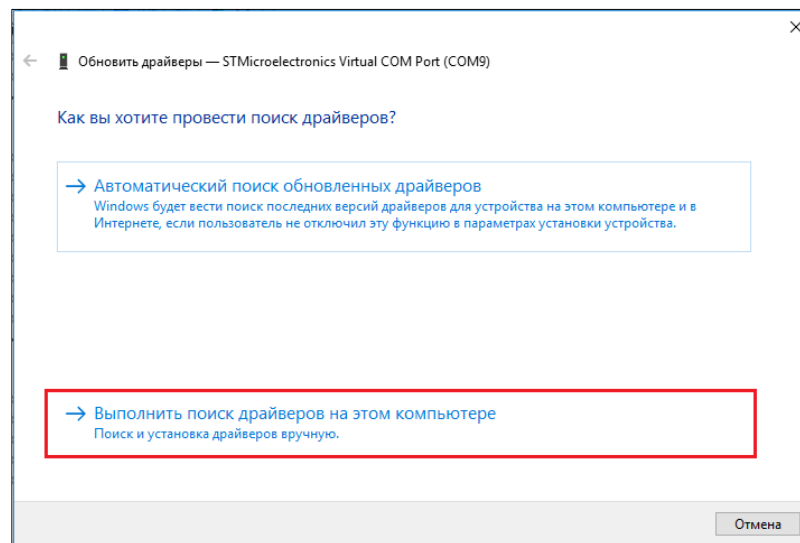 Обновить драйверы — STMicroelectronics Virtual COM Port (COM9)
Как вы хотите провести поиск драйверов?
Автоматический поиск обновленных драйверов
Windows будет вести поиск последних версий драйверов для устройства на этом компьютере и в
Интернете, если пользователь не отключил эту функцию в параметрах установки устройства.
Выполнить поиск драйверов на этом компьютере
Поиск и установка драйверов вручную.
Отмена